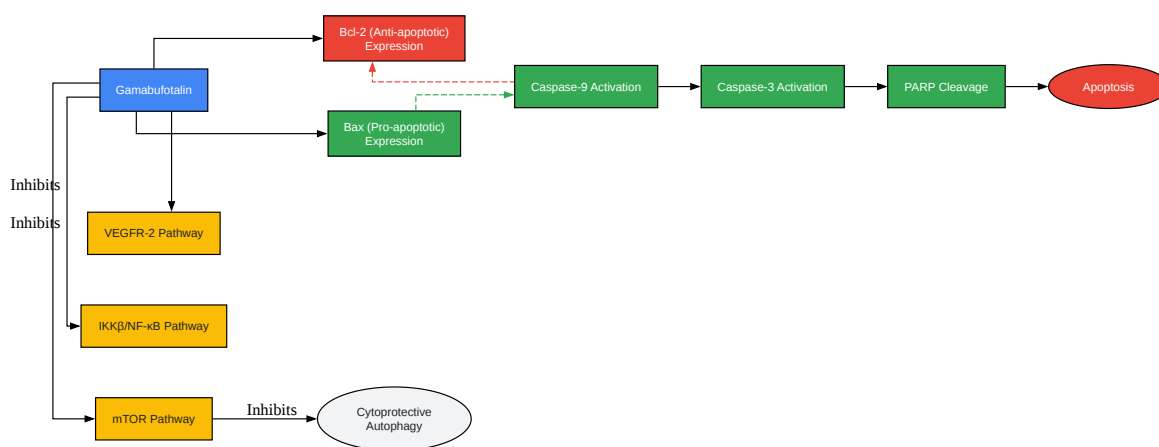 Bcl-2 (Anti-apoptotic)
Expression
Gamabufotalin
Caspase-9 Activation
Caspase-3 Activation
PARP Cleavage
Apoptosis
Bax (Pro-apoptotic)
Expression
Inhibits
Inhibits
VEGFR-2 Pathway
IKKβ/NF-κB Pathway
mTOR Pathway
Inhibits
Cytoprotective
Autophagy